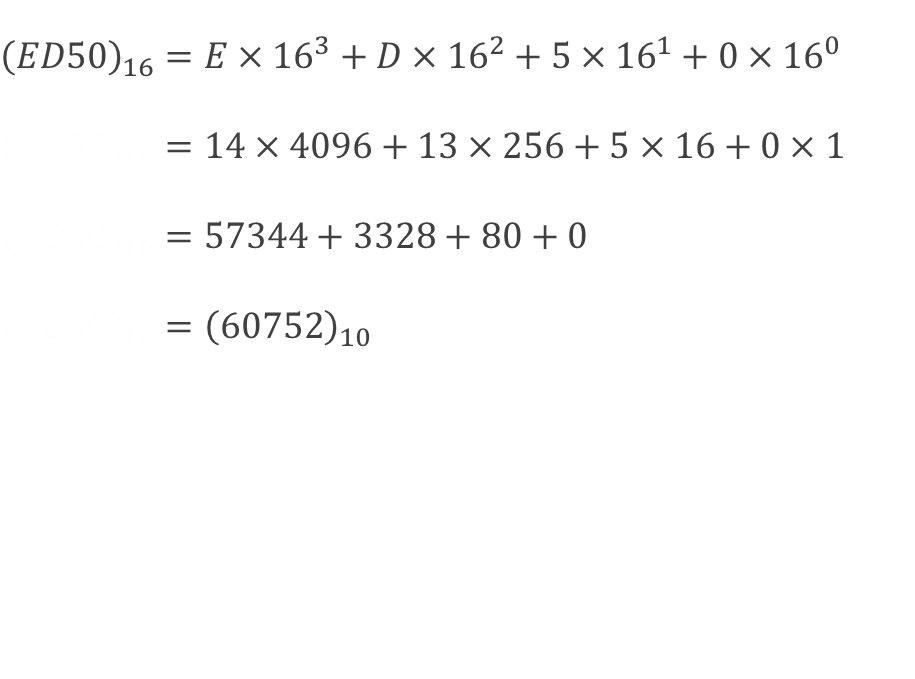 (ED50)₁₆ = E × 16³ + D × 16² + 5 × 16¹ + 0 × 16⁰
= 14 × 4096 + 13 × 256 + 5 × 16 + 0 × 1
= 57344 + 3328 + 80 + 0
= (60752)₁₀